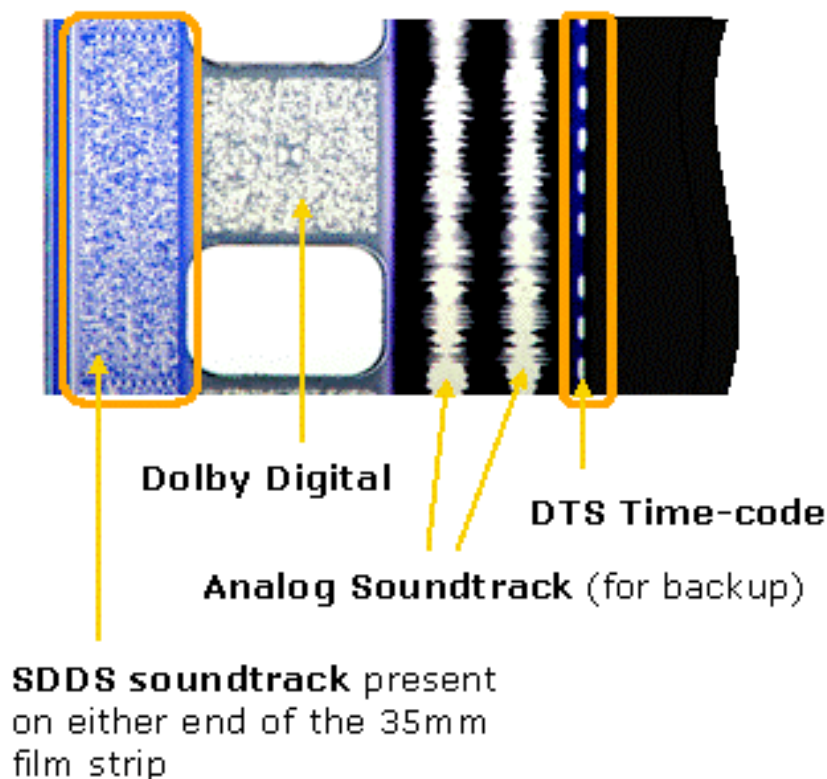 Dolby Digital
DTS Time-code
Analog Soundtrack (for backup)
SDDS soundtrack present
on either end of the 35mm
film strip